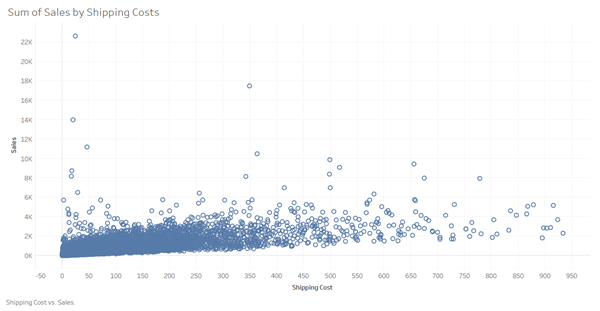 Sum of Sales by Shipping Costs
22K
20K
18K
16K
14K
12K
10K
8K
6K
4K
2K
0K
Sales
-50 0 50 100 150 200 250 300 350 400 450 500 550 600 650 700 750 800 850 900 950
Shipping Cost
Shipping Cost vs. Sales.